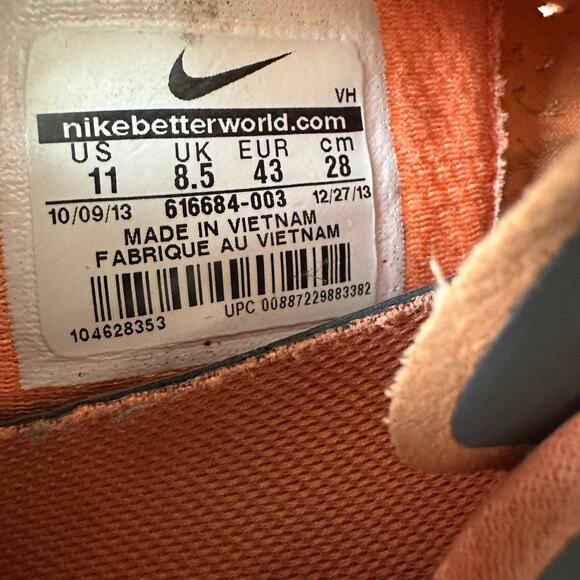 VH
nikebetterworld.com
US UK EUR cm
11 8.5 43 28
10/09/13 616684-003 12/27/13
MADE IN VIETNAM
FABRIQUE AU VIETNAM
104628353 UPC 00887229883382